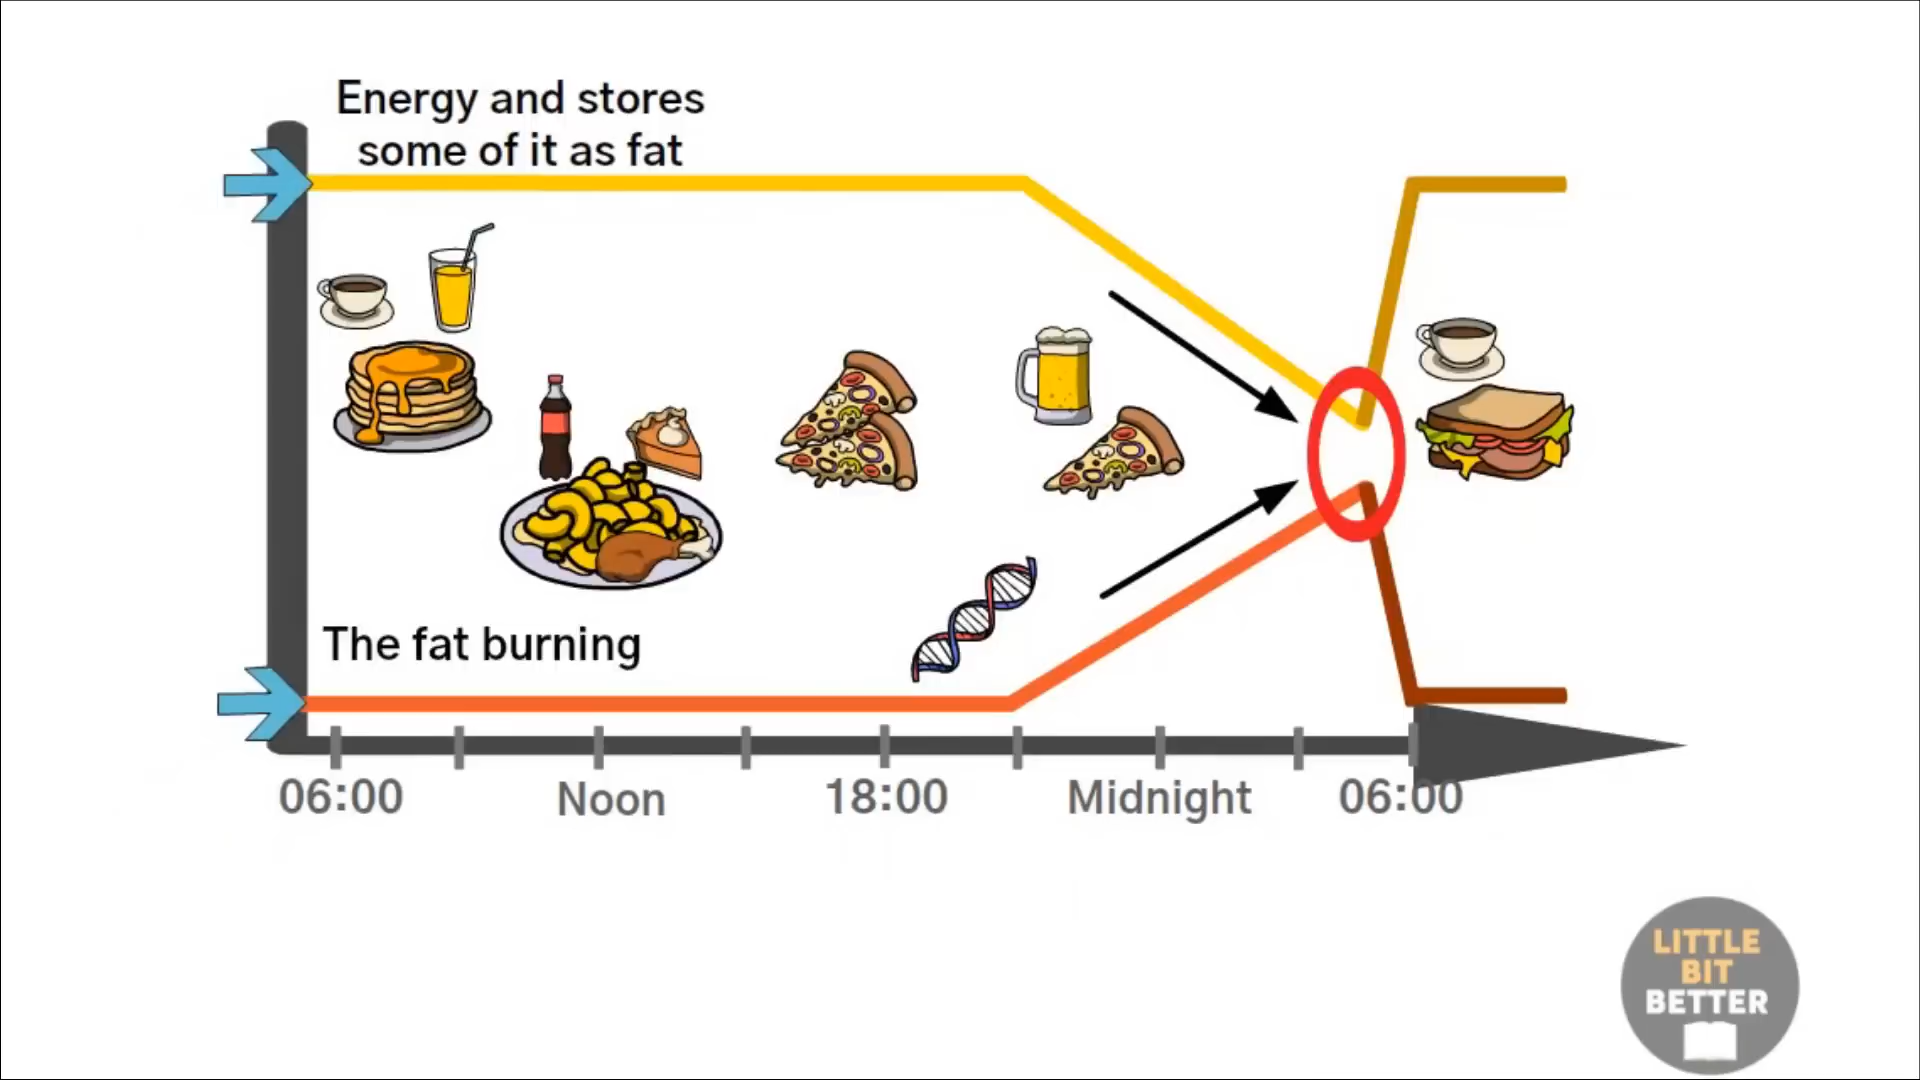 Energy and stores
some of it as fat
The fat burning
06:00 Noon 18:00 Midnight 06:00
LITTLE
BIT
BETTER